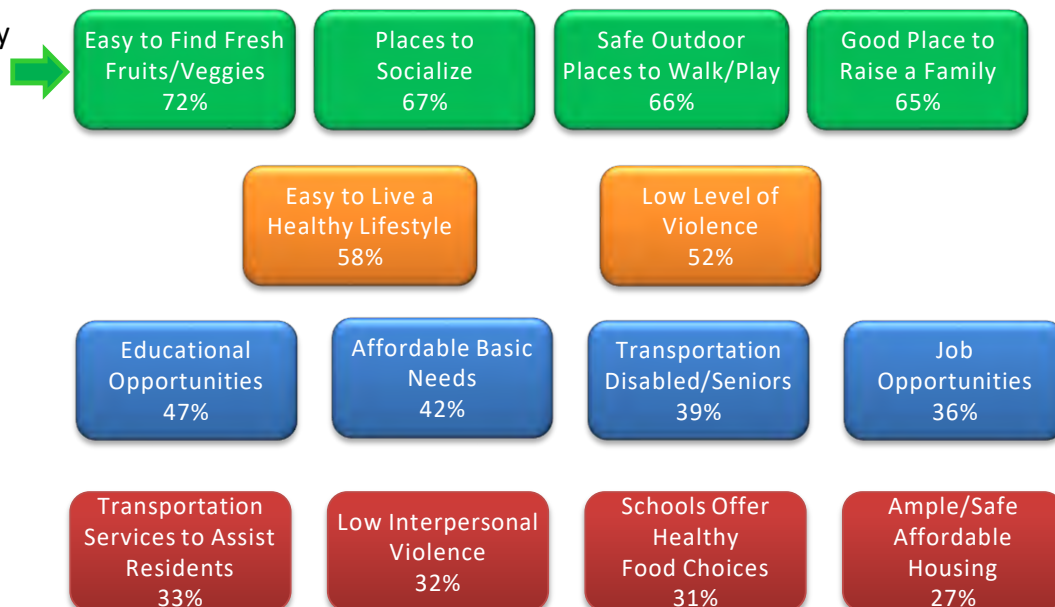 y
Easy to Find Fresh
Fruits/Veggies
72%
Places to
Socialize
67%
Safe Outdoor
Places to Walk/Play
66%
Good Place to
Raise a Family
65%
Easy to Live a
Healthy Lifestyle
58%
Low Level of
Violence
52%
Educational
Opportunities
47%
Affordable Basic
Needs
42%
Transportation
Disabled/Seniors
39%
Job
Opportunities
36%
Transportation
Services to Assist
Residents
33%
Low Interpersonal
Violence
32%
Schools Offer
Healthy
Food Choices
31%
Ample/Safe
Affordable
Housing
27%